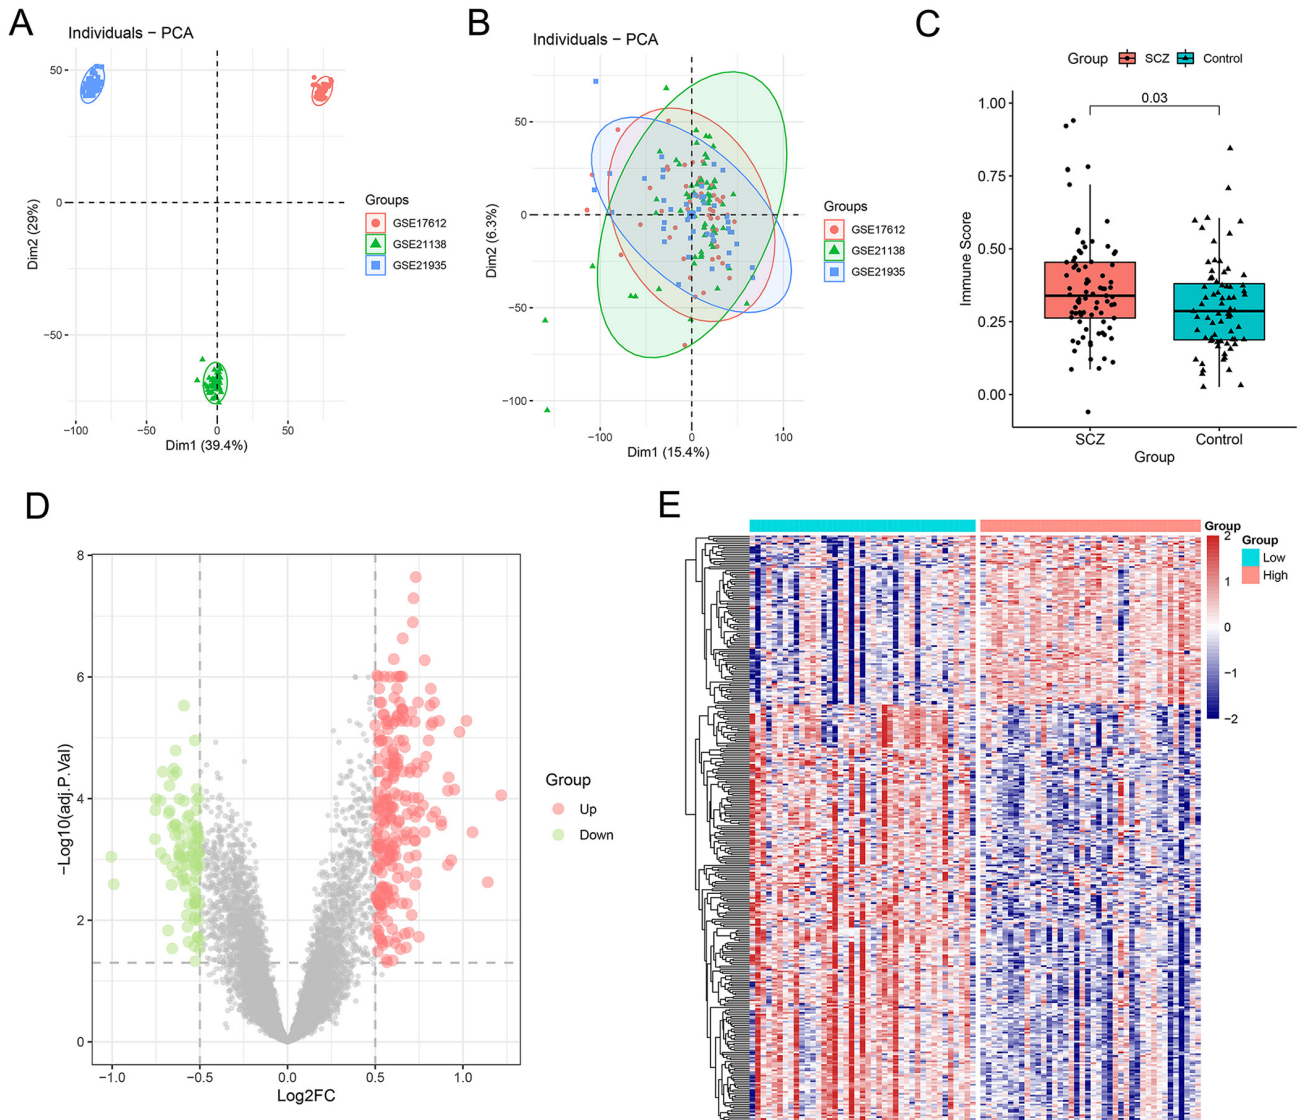 A
Individuals − PCA
50
0
−50
−100
−50
0
50
Dim1 (39.4%)
Dim2 (29%)
Groups
GSE17612
GSE21138
GSE21935
B
Individuals − PCA
50
0
−50
−100
−100
0
100
Dim1 (15.4%)
Dim2 (6.3%)
Groups
GSE17612
GSE21138
GSE21935
C
Group
SCZ
Control
0.03
1.00
0.75
0.50
0.25
0.00
Immune Score
SCZ
Control
Group
D
8
6
4
2
0
−Log10(adj.P.Val)
−1.0
−0.5
0.0
0.5
1.0
Log2FC
Group
Up
Down
E
Group
2
1
0
−1
−2
Group
Low
High